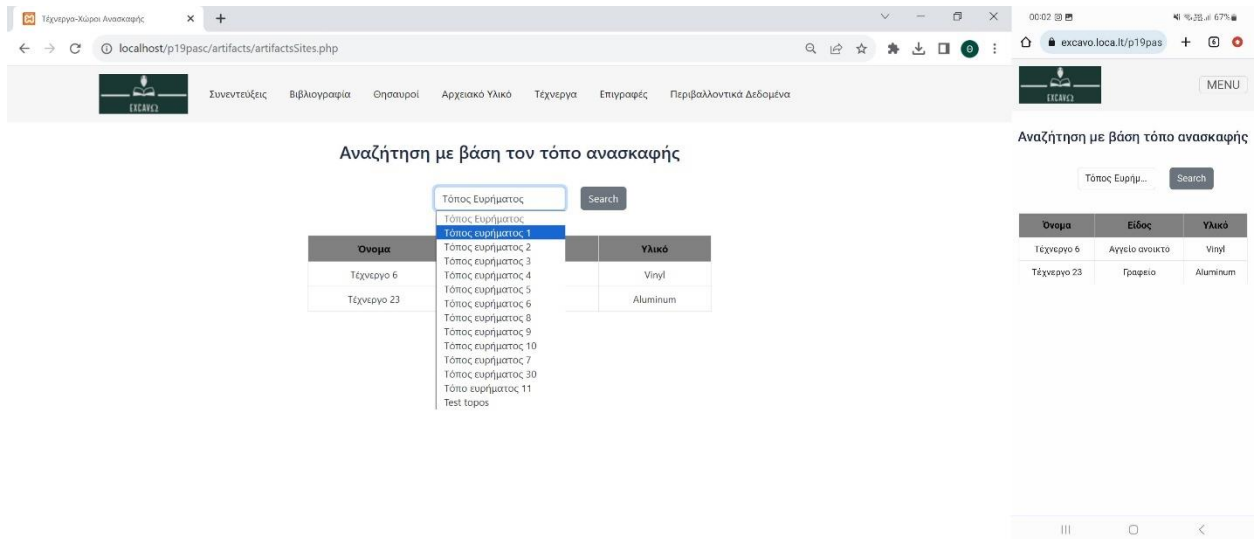 Τέχνεργα-Χώροι Ανασκαφής
localhost/p19pasc/artifacts/artifactsSites.php
EXCAVΩ
Συνεντεύξεις Βιβλιογραφία Θησαυροί Αρχειακό Υλικό Τέχνεργα Επιγραφές Περιβαλλοντικά Δεδομένα
Αναζήτηση με βάση τον τόπο ανασκαφής
Τόπος Ευρήματος Search
Τόπος Ευρήματος
Τόπος ευρήματος 1
Τόπος ευρήματος 2
Τόπος ευρήματος 3
Τόπος ευρήματος 4
Τόπος ευρήματος 5
Τόπος ευρήματος 6
Τόπος ευρήματος 8
Τόπος ευρήματος 9
Τόπος ευρήματος 10
Τόπος ευρήματος 7
Τόπος ευρήματος 30
Τόπο ευρήματος 11
Test topos
Όνομα Υλικό
Τέχνεργο 6 Vinyl
Τέχνεργο 23 Aluminum
00:02 67%
excavo.loca.lt/p19pas 6
EXCAVΩ MENU
Αναζήτηση με βάση τόπο ανασκαφής
Τόπος Ευρήμ... Search
Όνομα Είδος Υλικό
Τέχνεργο 6 Αγγείο ανοικτό Vinyl
Τέχνεργο 23 Γραφείο Aluminum